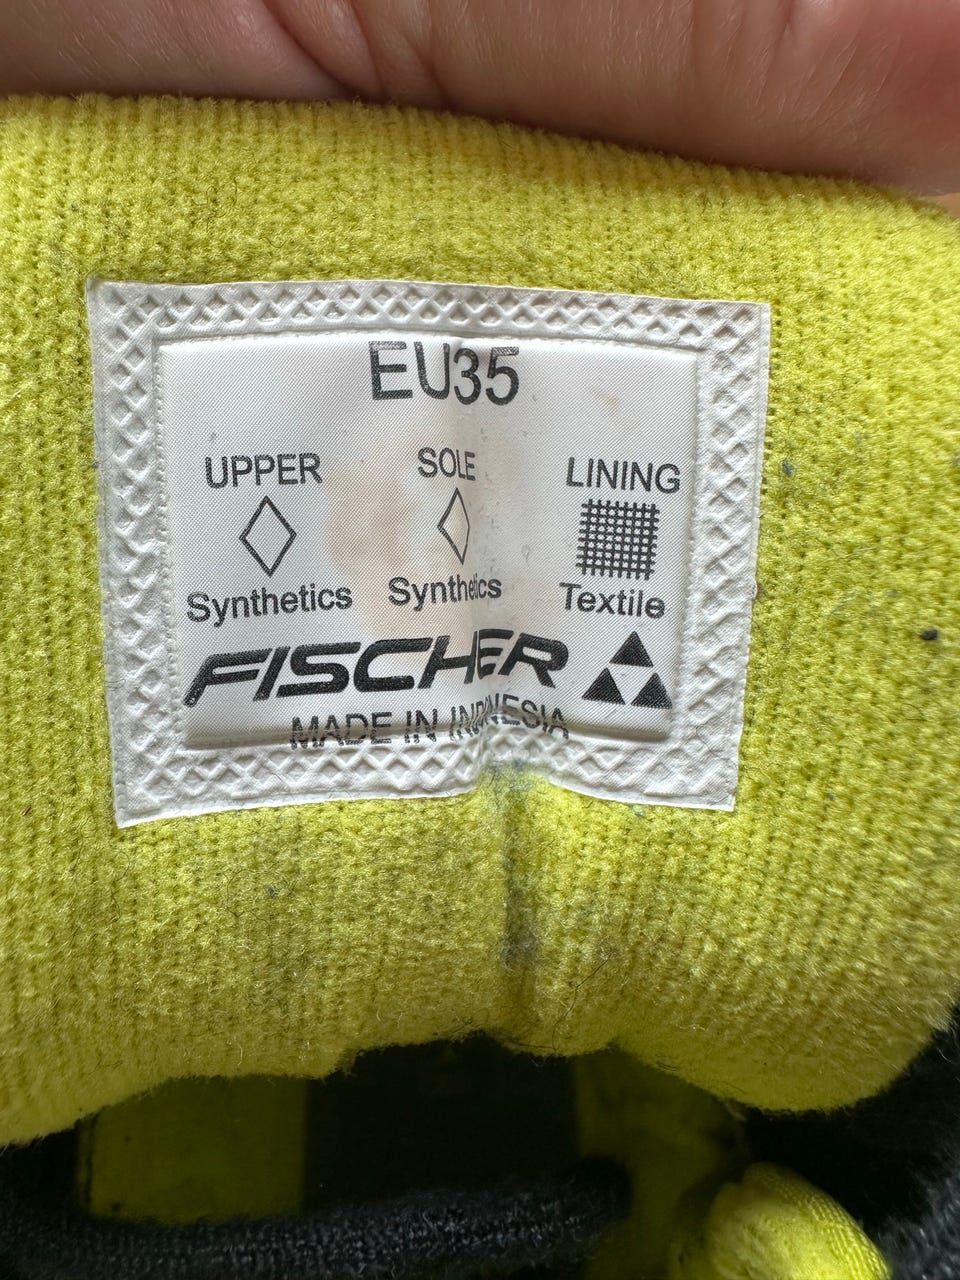 EU35
UPPER SOLE LINING
Synthetics Synthetics Textile
FISCHER
MADE IN INDONESIA